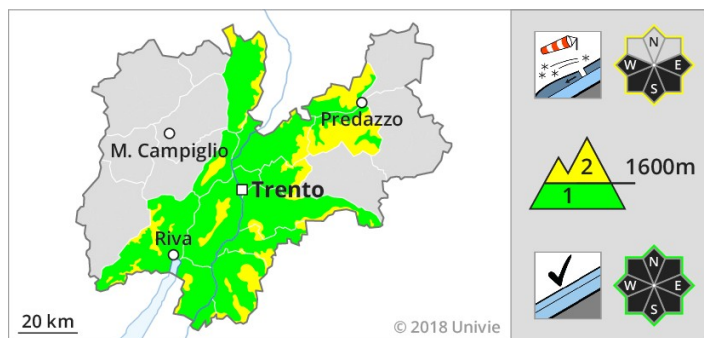 N
W E
S
Predazzo
M. Campiglio
2
1600m
Trento
1
Riva
N
W E
S
20 km
© 2018 Univie